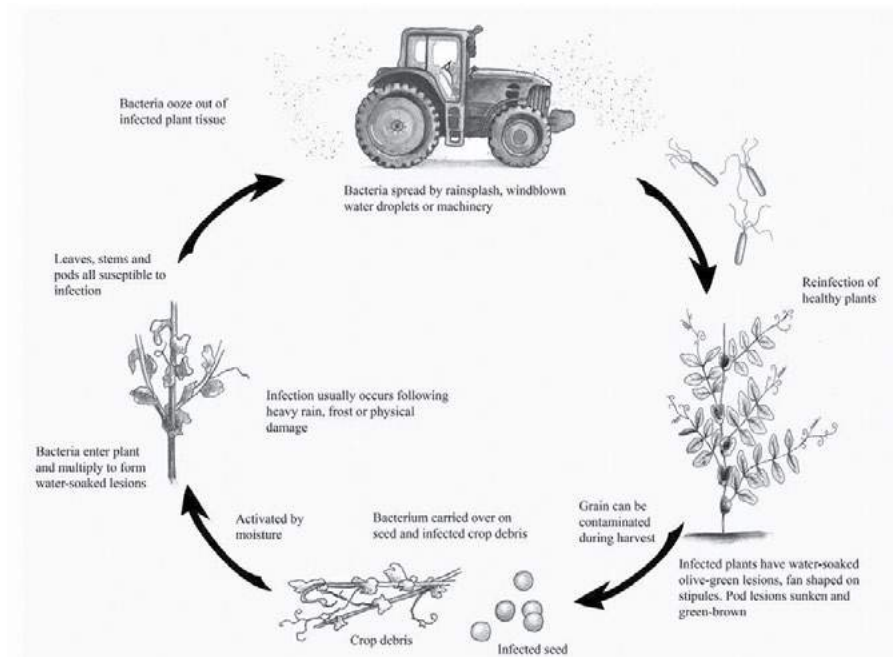 Bacteria ooze out of
infected plant tissue
Bacteria spread by rainsplash, windblown
water droplets or machinery
Reinfection of
healthy plants
Infected plants have water-soaked
olive-green lesions, fan shaped on
stipules. Pod lesions sunken and
green-brown
Grain can be
contaminated
during harvest
Bacterium carried over on
seed and infected crop debris
Infected seed
Crop debris
Activated by
moisture
Bacteria enter plant
and multiply to form
water-soaked lesions
Infection usually occurs following
heavy rain, frost or physical
damage
Leaves, stems and
pods all susceptible to
infection